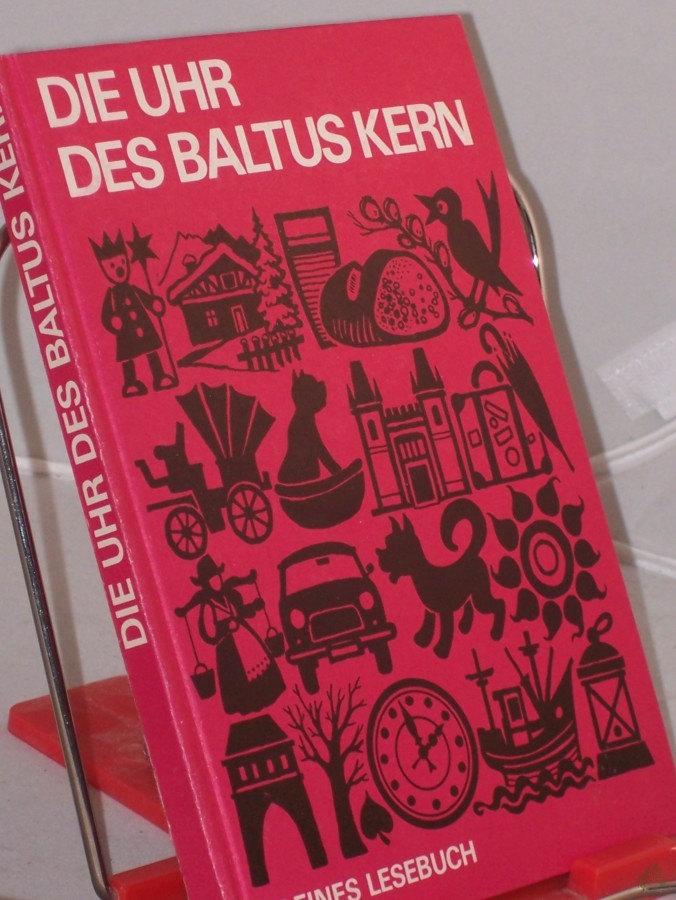 DIE UHR
DES BALTUS KERN
DIE UHR DES BALTUS KERN
LESEBUCH